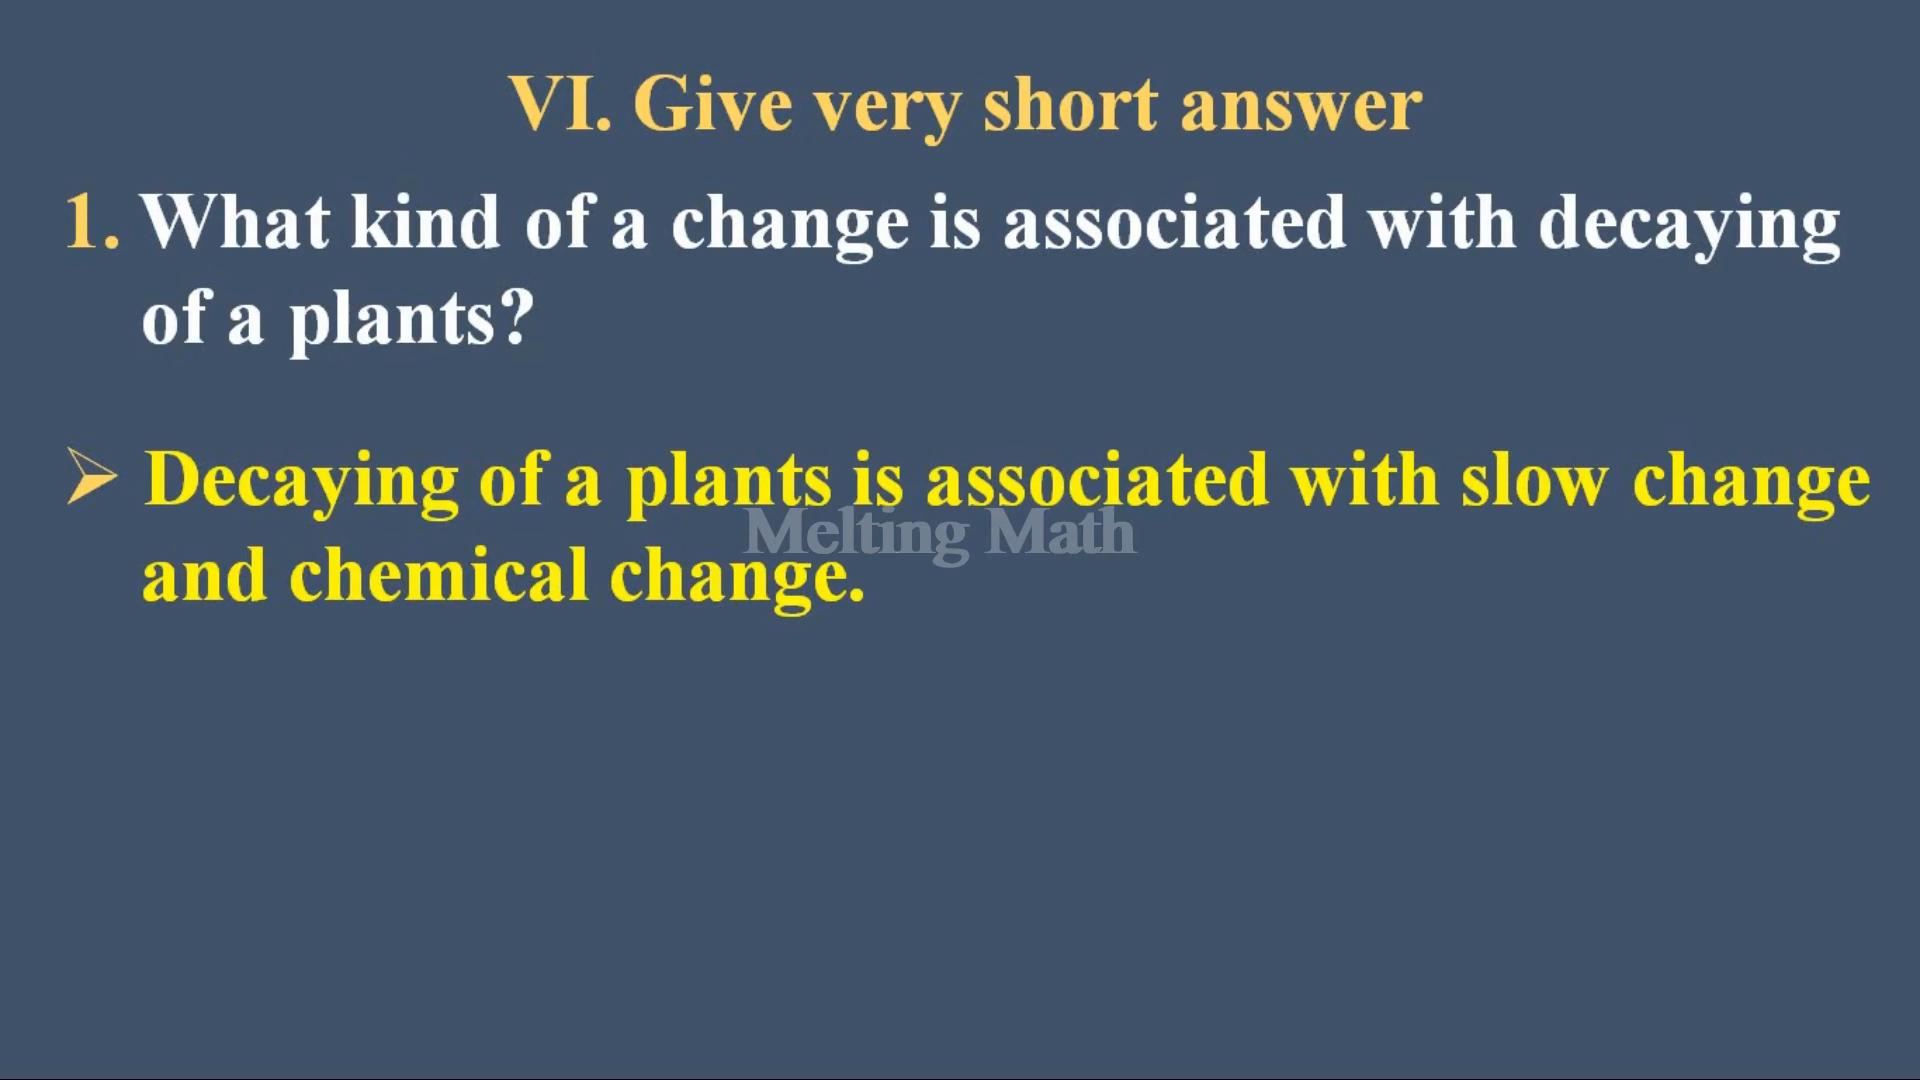 VI. Give very short answer
1. What kind of a change is associated with decaying
of a plants?
➢ Decaying of a plants is associated with slow change
Melting Math
and chemical change.